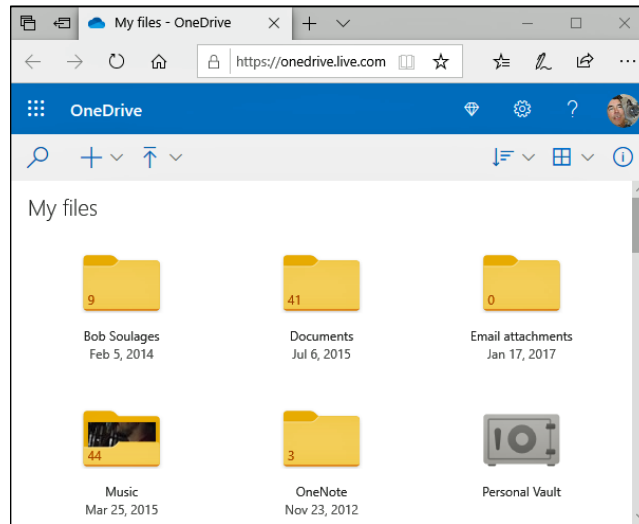 My files - OneDrive
https://onedrive.live.com
OneDrive
?
My files
9
41
0
Bob Soulages
Documents
Email attachments
Feb 5, 2014
Jul 6, 2015
Jan 17, 2017
44
3
Music
OneNote
Personal Vault
Mar 25, 2015
Nov 23, 2012